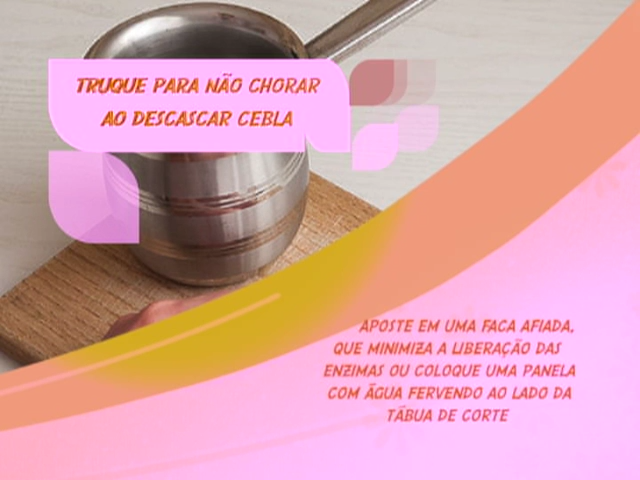 TRUQUE PARA NÃO CHORAR
AO DESCASCAR CEBLA
APOSTE EM UMA FACA AFIADA,
QUE MINIMIZA A LIBERAÇÃO DAS
ENZIMAS OU COLOQUE UMA PANELA
COM ÁGUA FERVENDO AO LADO DA
TÁBUA DE CORTE